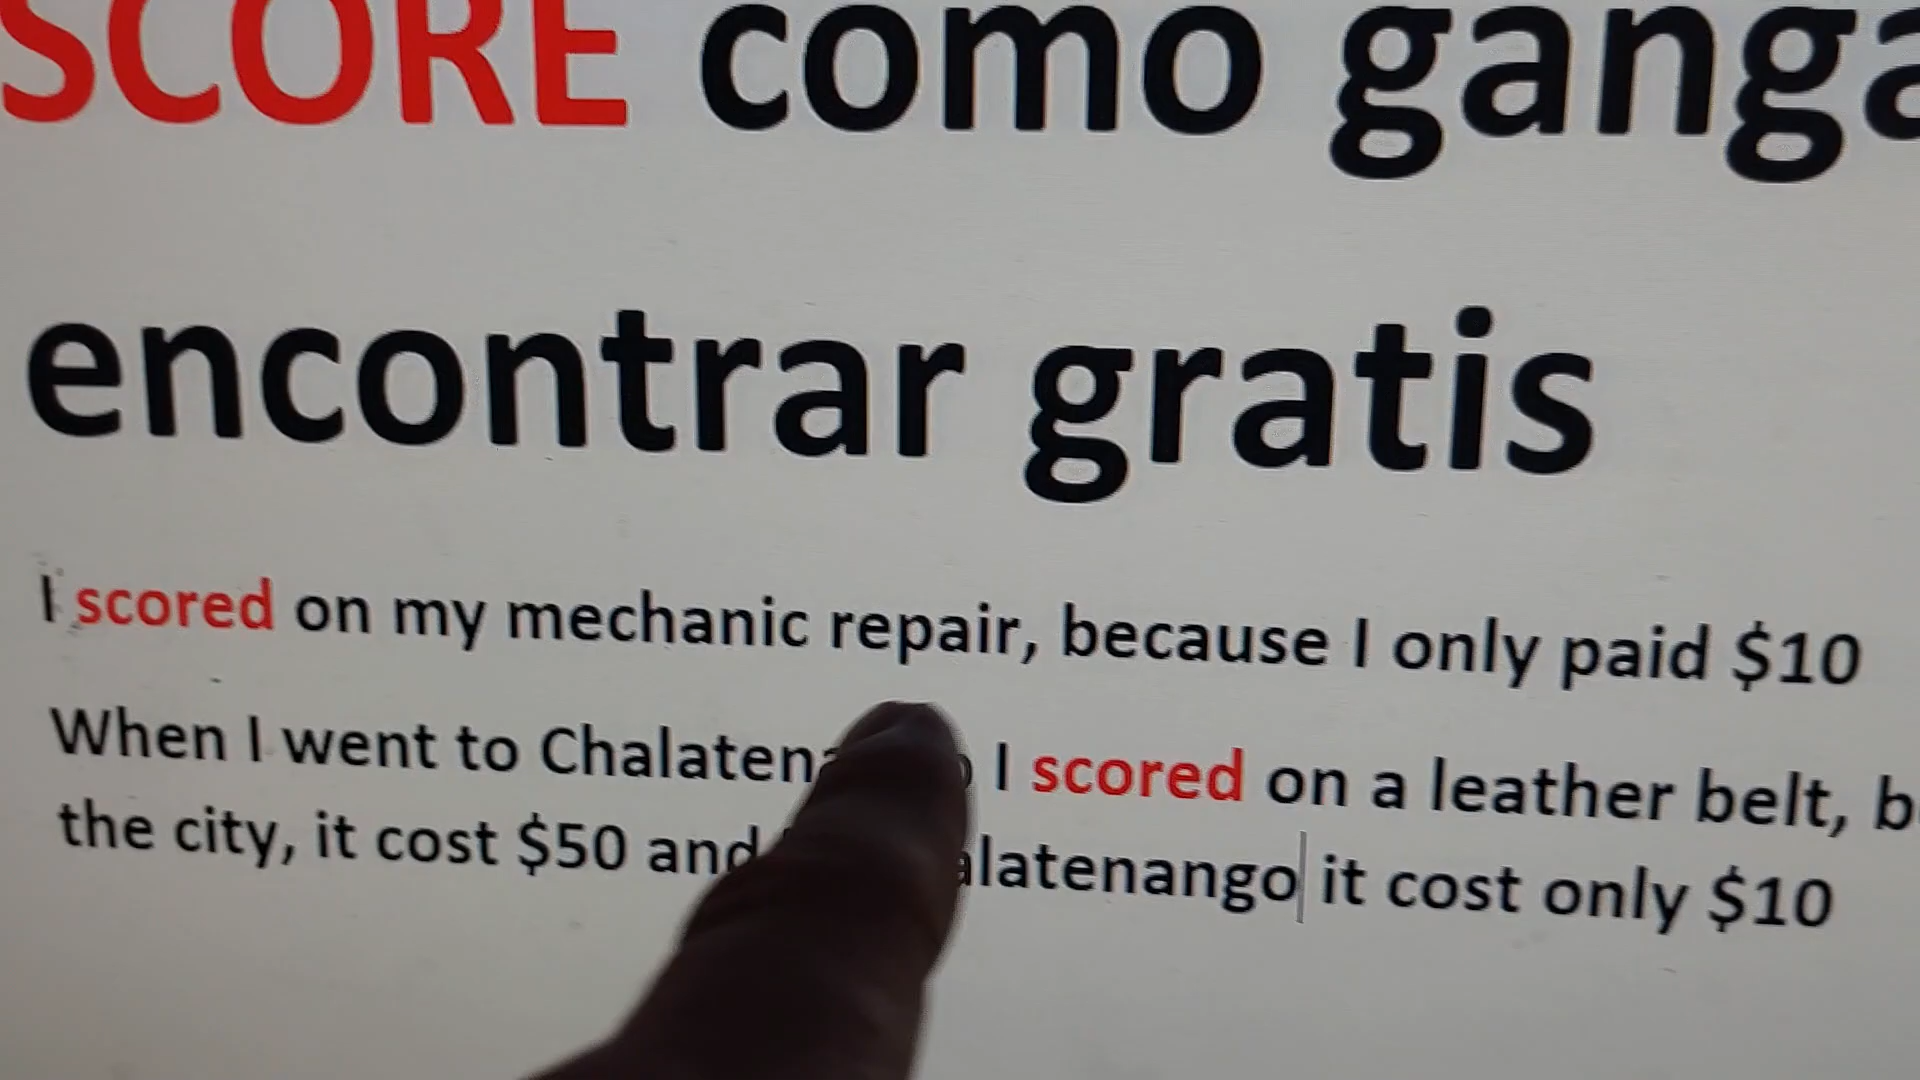 SCORE como ganga
encontrar gratis
I scored on my mechanic repair, because I only paid $10
When I went to I scored on a leather belt,
the city, it cost $50 and it cost only $10